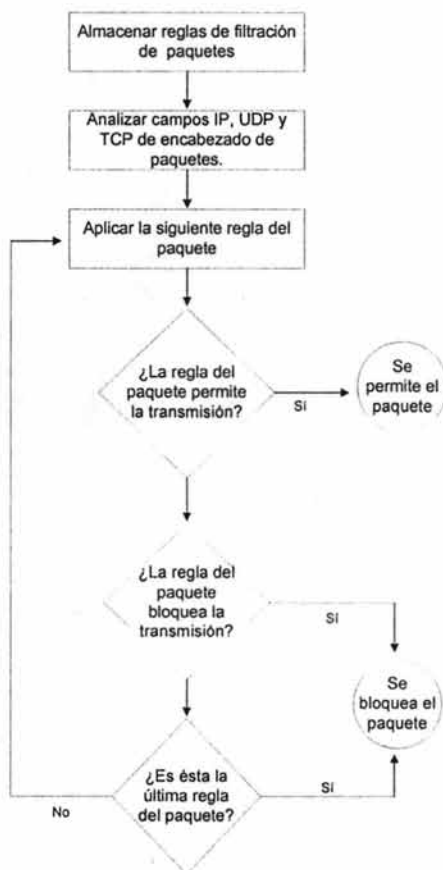 Almacenar reglas de filtración
de paquetes
Analizar campos IP, UDP y
TCP de encabezado de
paquetes.
Aplicar la siguiente regla del
paquete
¿La regla del
paquete permite
la transmisión?
Sí
Se
permite el
paquete
¿La regla del
paquete
bloquea la
transmisión?
Sí
Se
bloquea el
paquete
¿Es ésta la
última regla
del paquete?
Sí
No